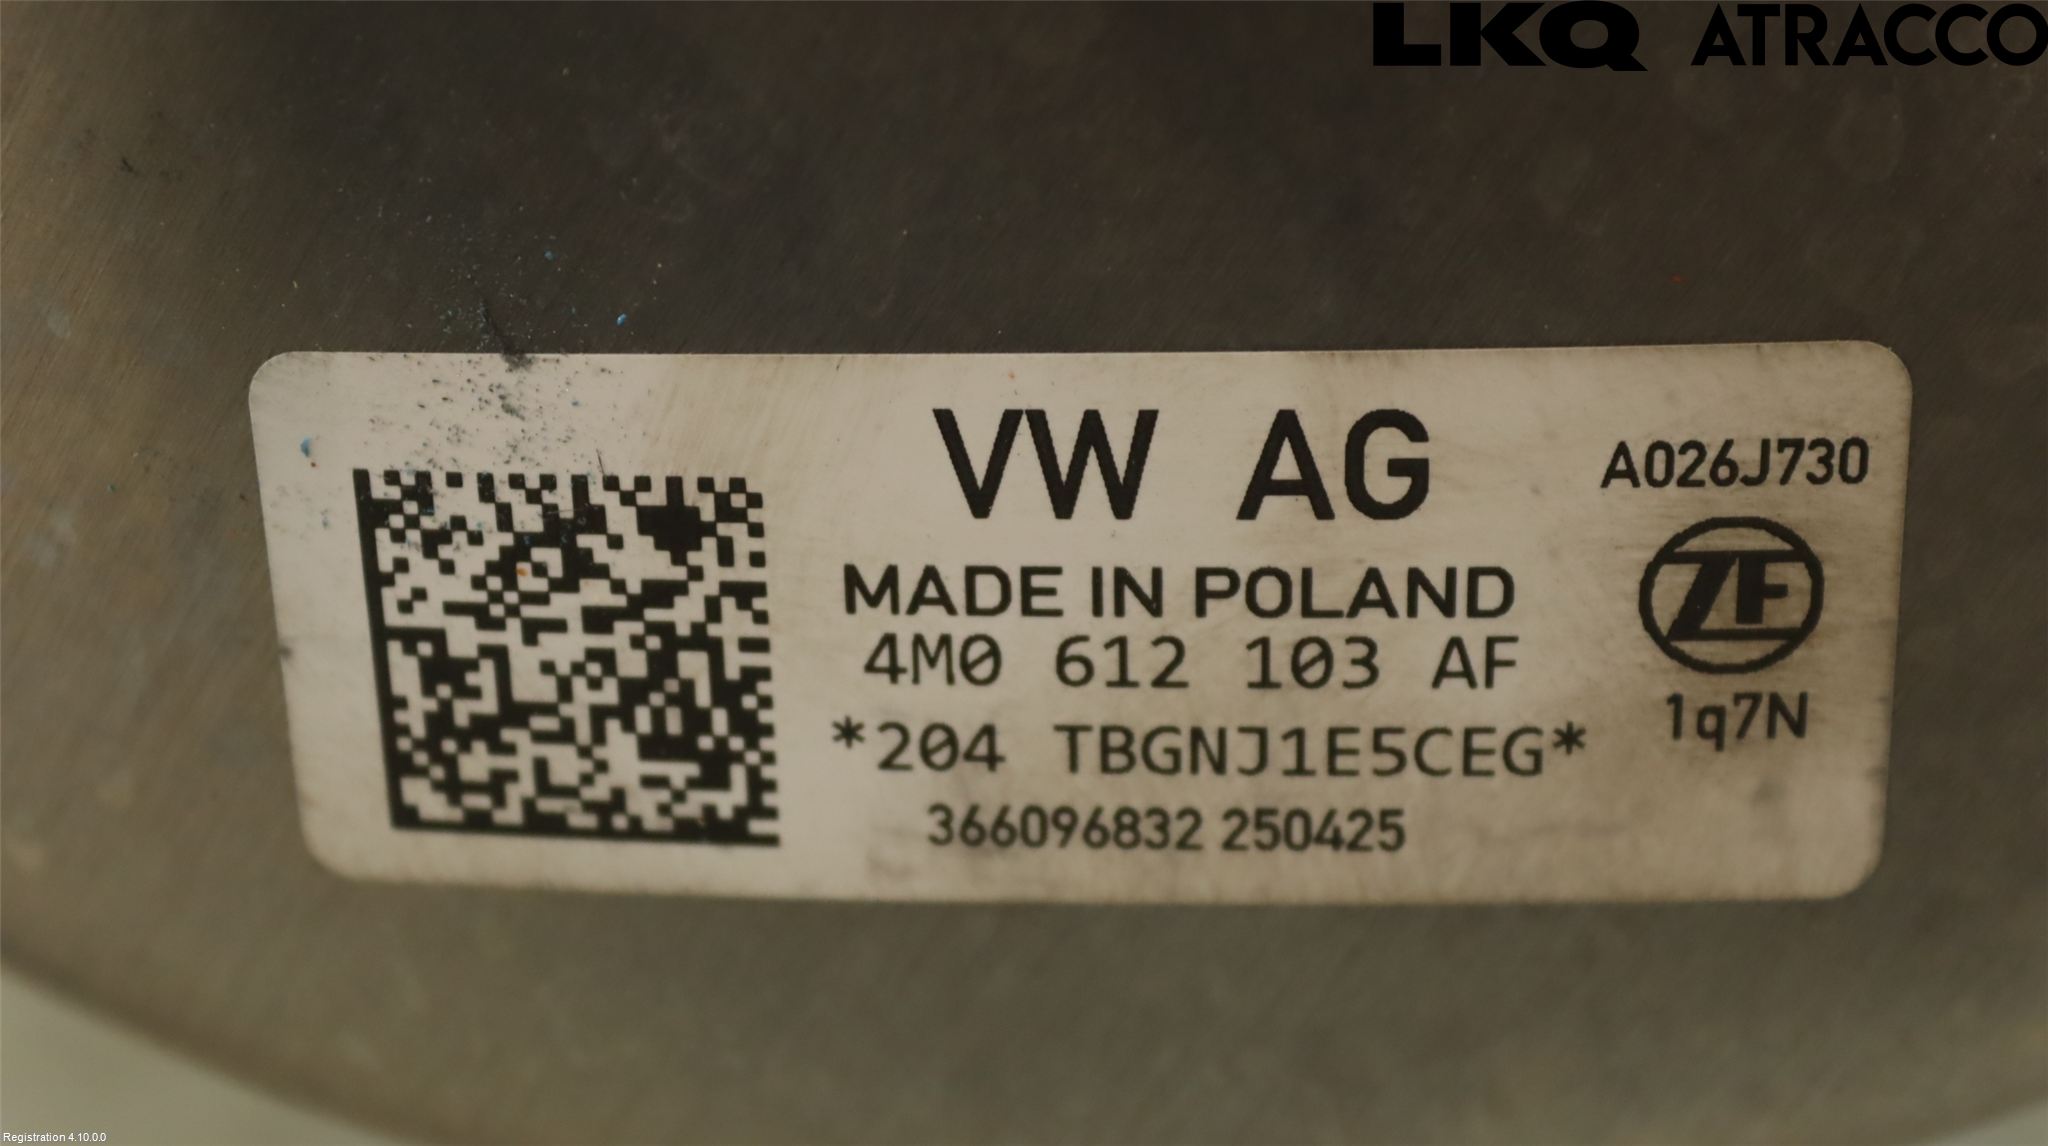 LKQ ATRACCO
VW AG
A026J730
MADE IN POLAND
ZF
4M0 612 103 AF
1q7N
*204 TBGNJ1E5CEG*
366096832 250425
Registration 4.10.0.0